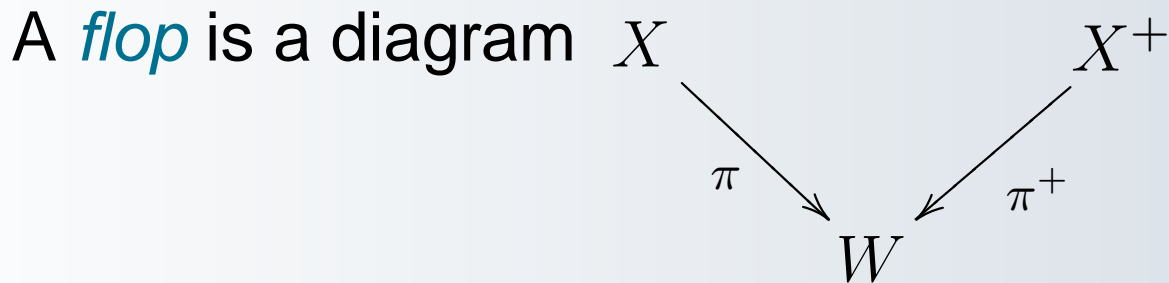 A flop is a diagram X X⁺
π π⁺
W